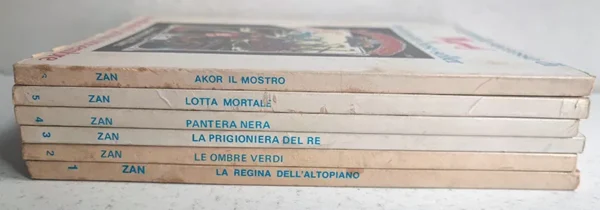 ZAN AKOR IL MOSTRO
5 ZAN LOTTA MORTALE
4 ZAN PANTERA NERA
3 ZAN LA PRIGIONIERA DEL RE
2 ZAN LE OMBRE VERDI
1 ZAN LA REGINA DELL'ALTOPIANO